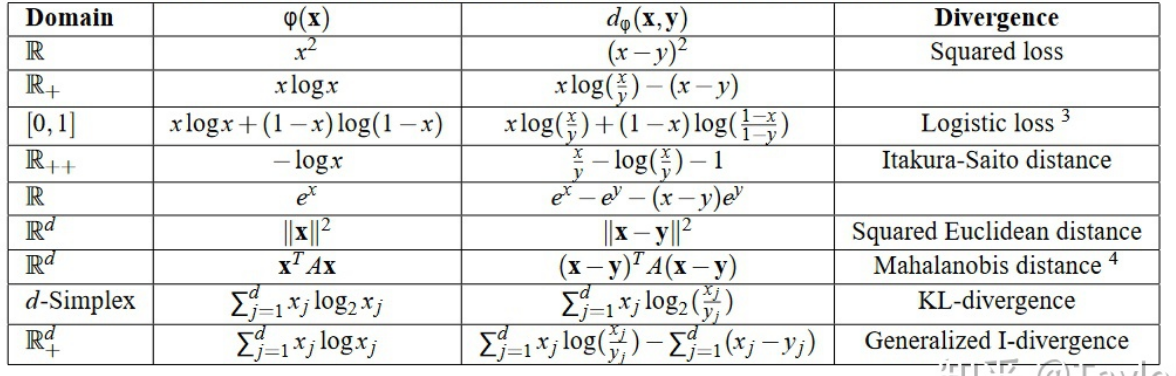 Domain φ(x) d_φ(x,y) Divergence
ℝ x² (x−y)² Squared loss
ℝ₊ x log x x log(x/y) − (x−y)
[0,1] x log x + (1−x) log(1−x) x log(x/y) + (1−x) log((1−x)/(1−y)) Logistic loss ³
ℝ₊₊ −log x x/y − log(x/y) − 1 Itakura-Saito distance
ℝ eˣ eˣ − e^y − (x−y)e^y
ℝ^d ‖x‖² ‖x−y‖² Squared Euclidean distance
ℝ^d x^T Ax (x−y)^T A(x−y) Mahalanobis distance ⁴
d-Simplex ∑_{j=1}^d x_j log₂ x_j ∑_{j=1}^d x_j log₂(x_j/y_j) KL-divergence
ℝ₊^d ∑_{j=1}^d x_j log x_j ∑_{j=1}^d x_j log(x_j/y_j) − ∑_{j=1}^d (x_j − y_j) Generalized I-divergence